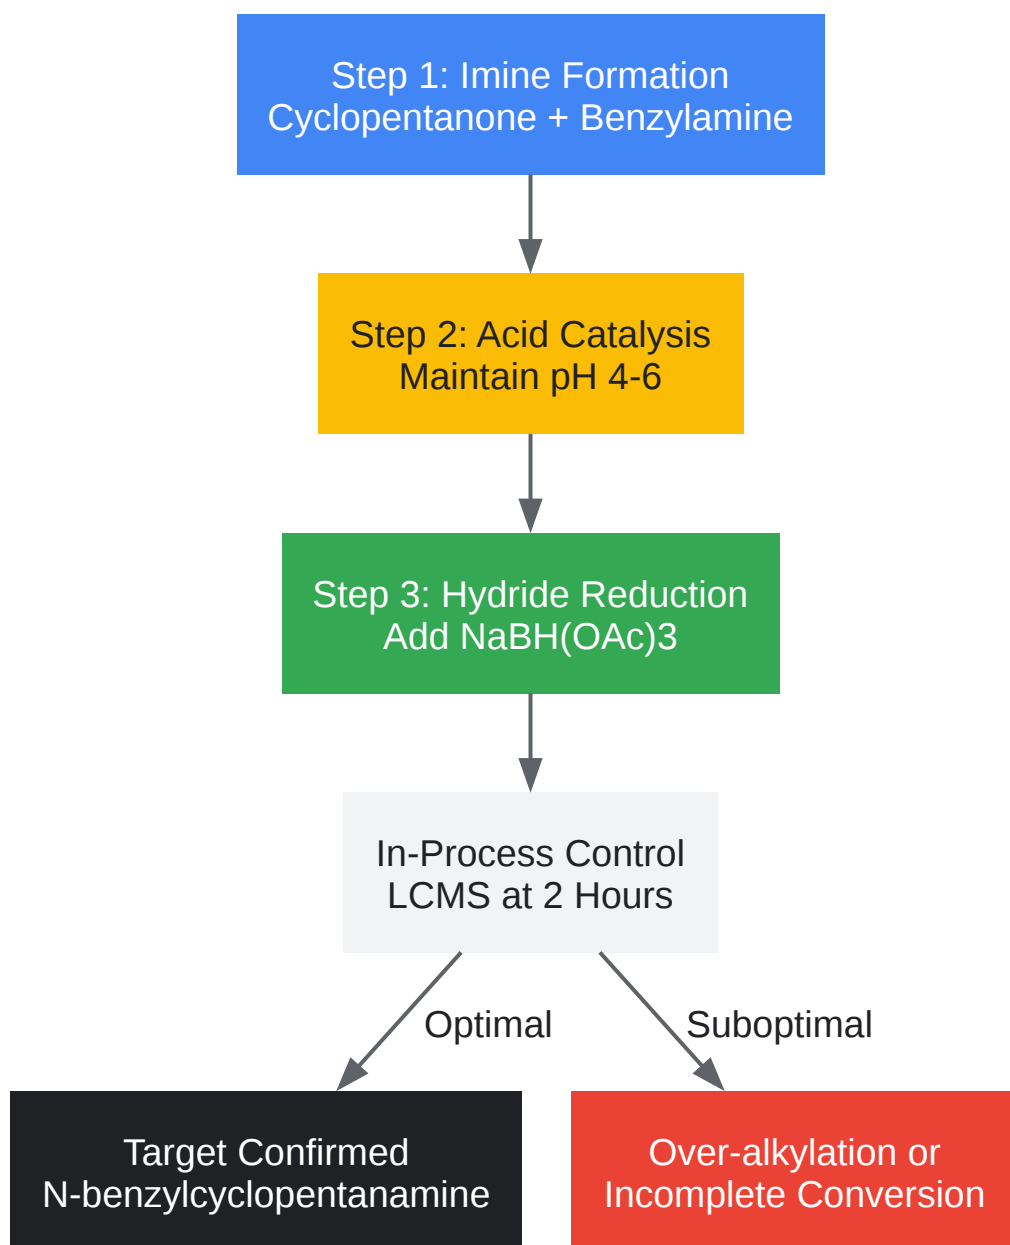 Step 1: Imine Formation
Cyclopentanone + Benzylamine
Step 2: Acid Catalysis
Maintain pH 4-6
Step 3: Hydride Reduction
Add NaBH(OAc)3
In-Process Control
LCMS at 2 Hours
Optimal
Suboptimal
Target Confirmed
N-benzylcyclopentanamine
Over-alkylation or
Incomplete Conversion